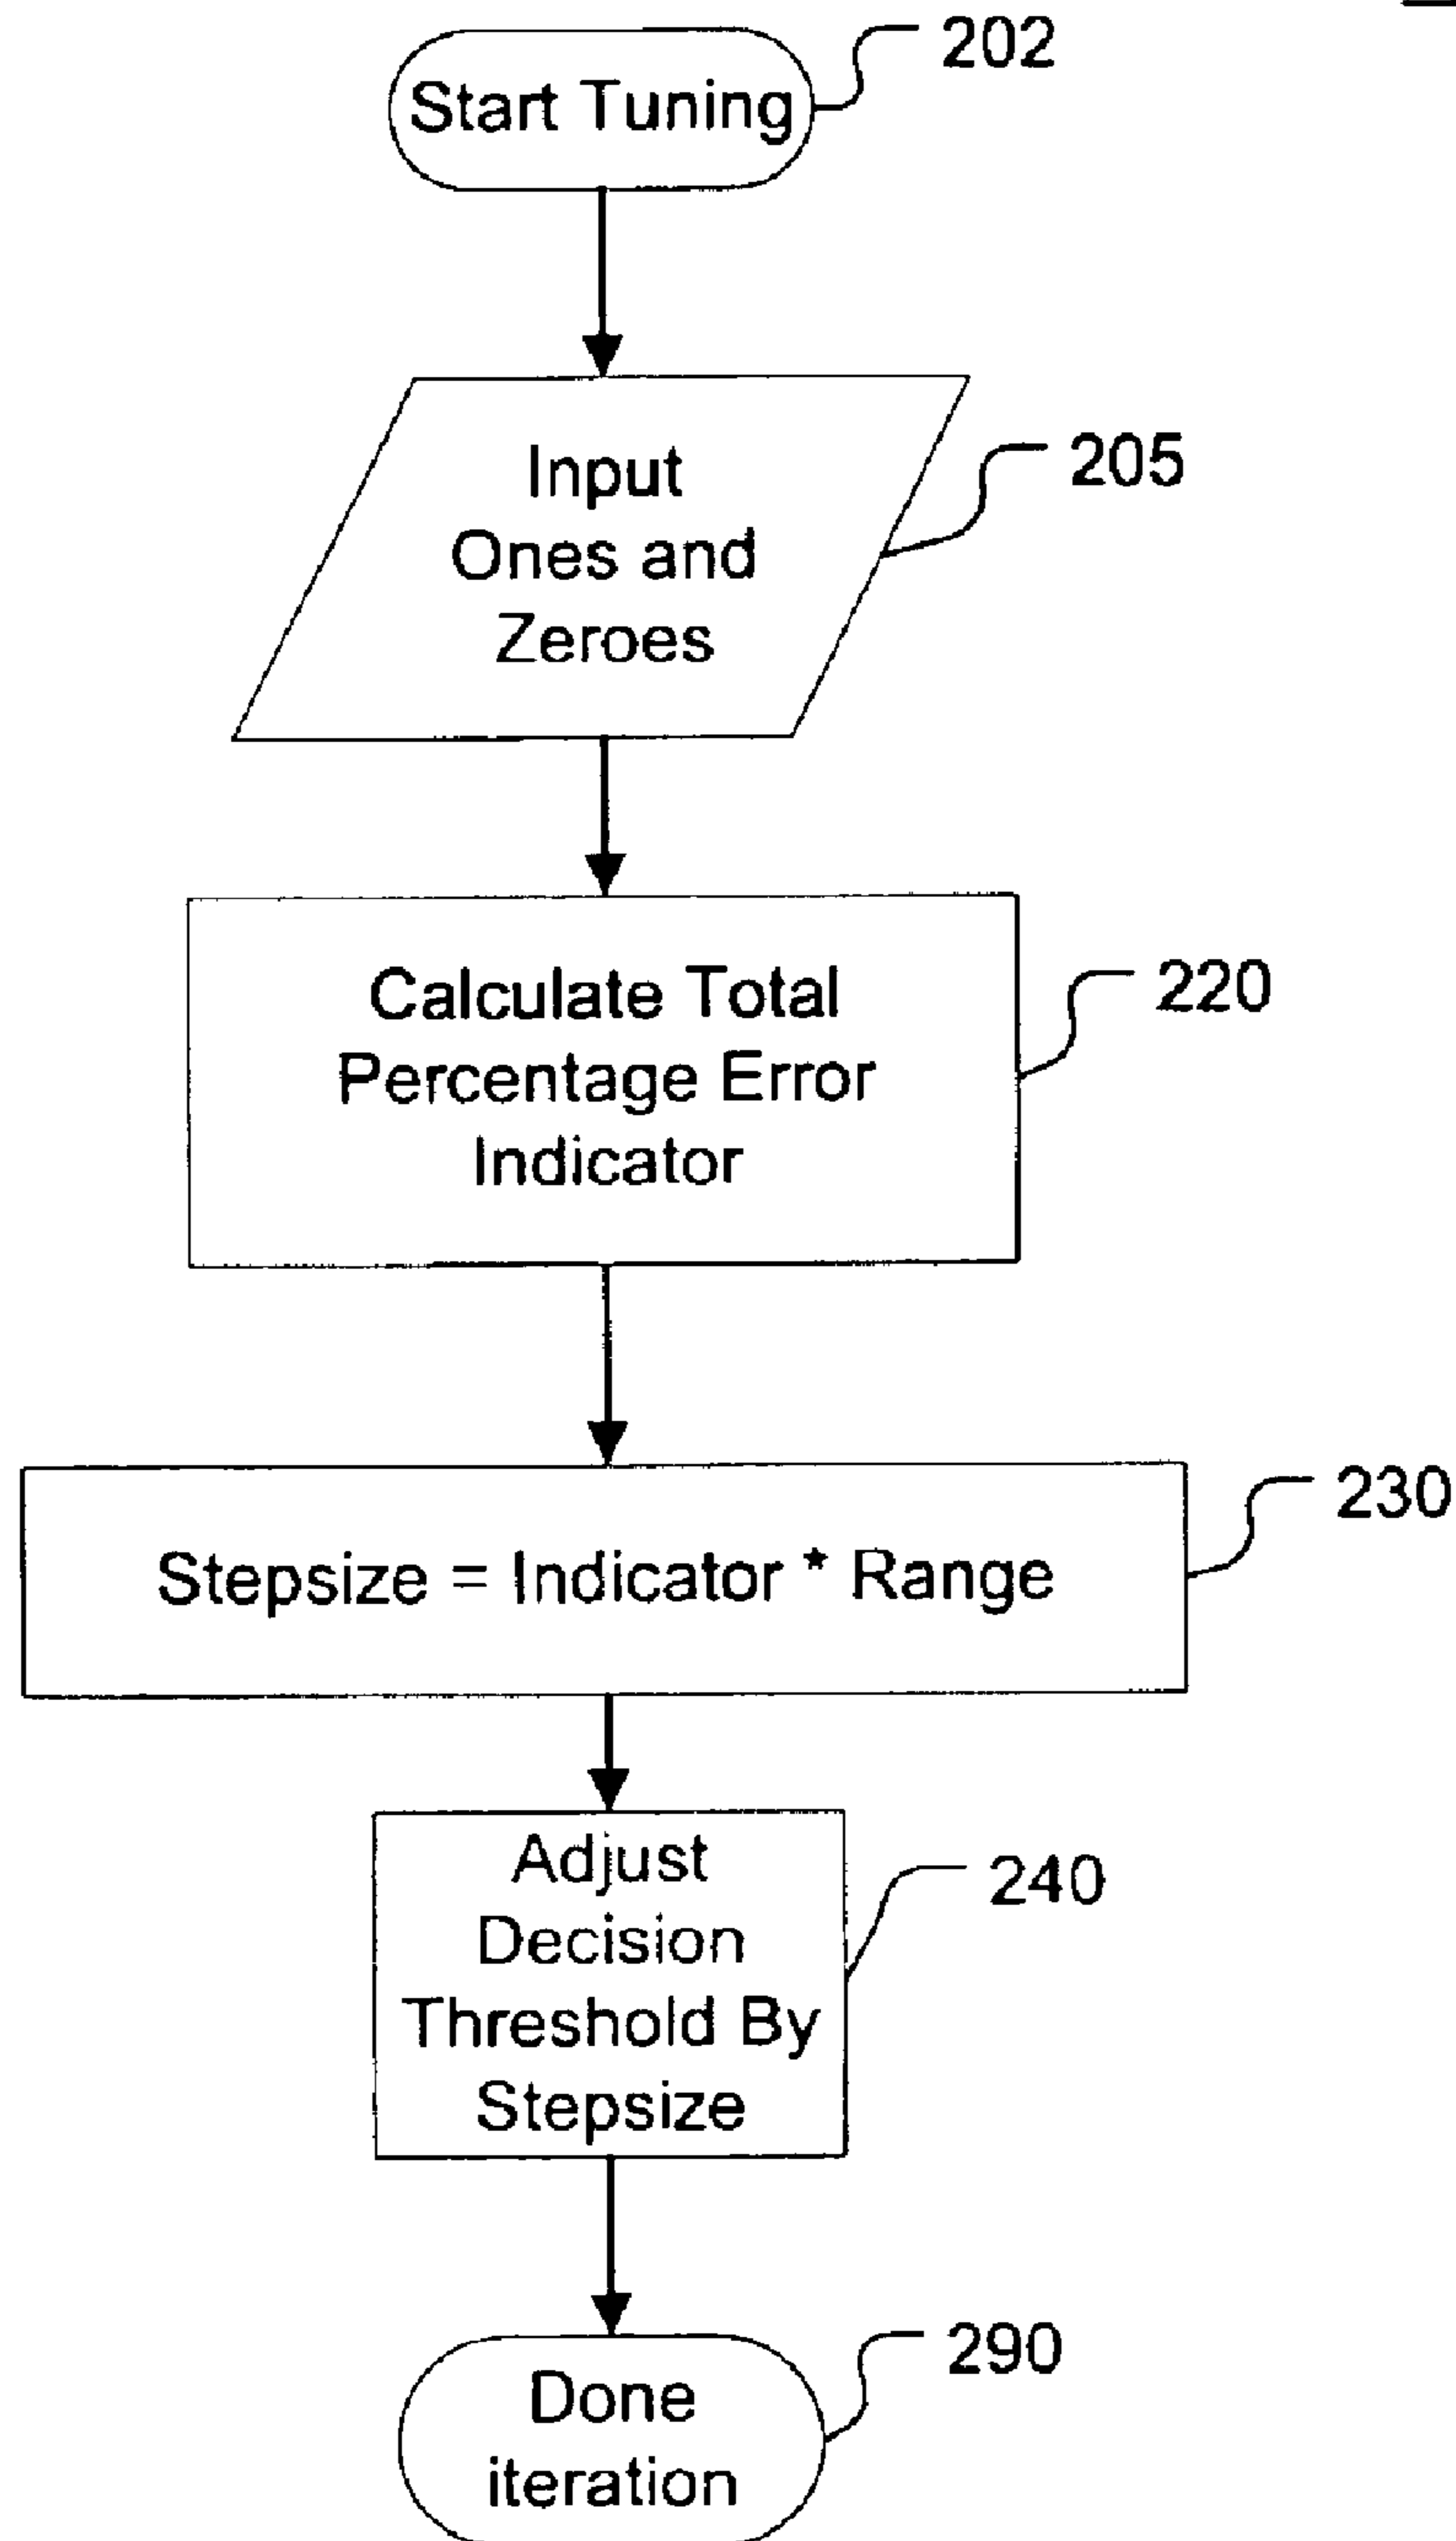 Start Tuning
202
Input
Ones and
Zeroes
205
Calculate Total
Percentage Error
Indicator
220
Stepsize = Indicator * Range
230
Adjust
Decision
Threshold By
Stepsize
240
Done
iteration
290